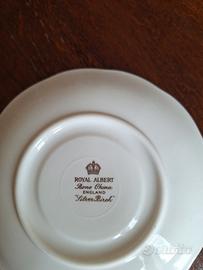 ROYAL ALBERT
Bone China
ENGLAND
"Silver Birch"